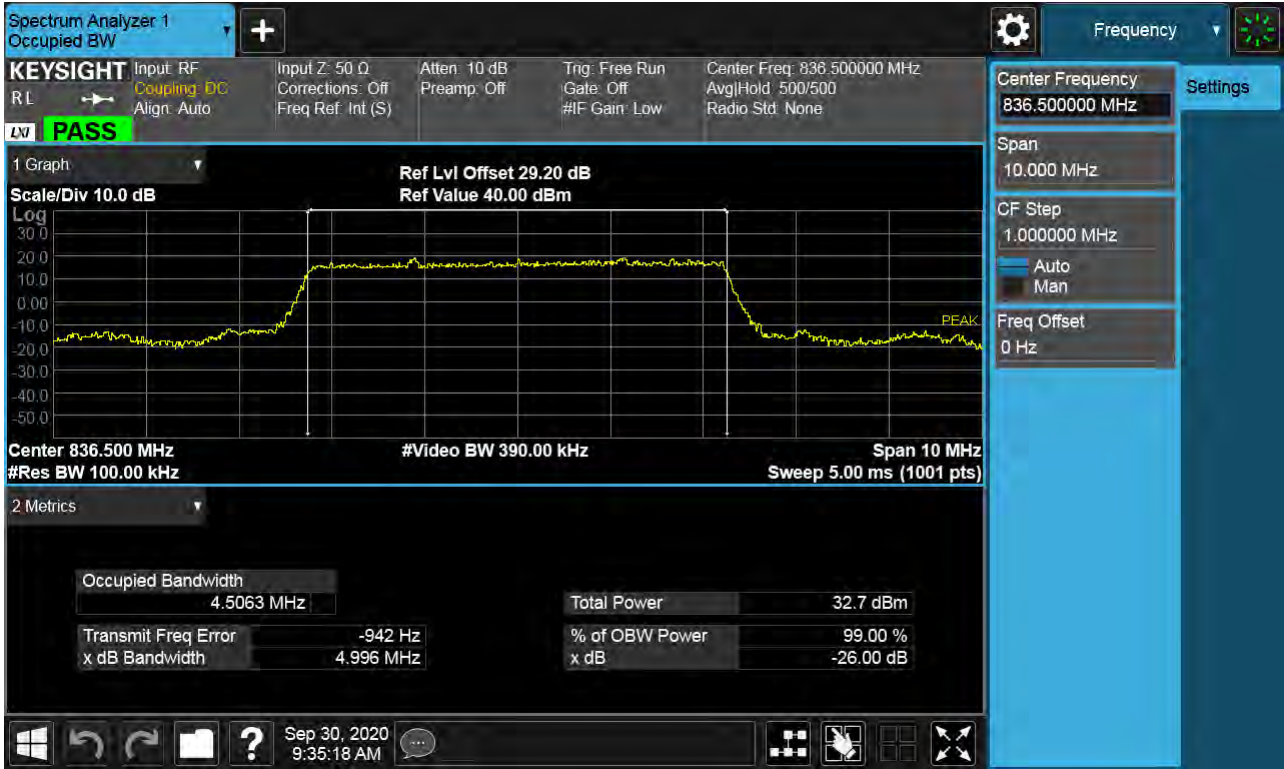 Spectrum Analyzer 1
Occupied BW
+
Frequency
KEYSIGHT
RL
LXI
PASS
Input: RF
Coupling: DC
Align: Auto
Input Z: 50 Ω
Corrections: Off
Freq Ref: Int (S)
Atten: 10 dB
Preamp: Off
Trig: Free Run
Gate: Off
#IF Gain: Low
Center Freq: 836.500000 MHz
Avg|Hold: 500/500
Radio Std: None
Center Frequency
836.500000 MHz
Settings
Span
10.000 MHz
CF Step
1.000000 MHz
Auto
Man
Freq Offset
0 Hz
1 Graph
Scale/Div 10.0 dB
Ref Lvl Offset 29.20 dB
Ref Value 40.00 dBm
Log
30.0
20.0
10.0
0.00
-10.0
-20.0
-30.0
-40.0
-50.0
PEAK
Center 836.500 MHz
#Video BW 390.00 kHz
Span 10 MHz
#Res BW 100.00 kHz
Sweep 5.00 ms (1001 pts)
2 Metrics
Occupied Bandwidth
4.5063 MHz
Total Power 32.7 dBm
Transmit Freq Error -942 Hz
% of OBW Power 99.00 %
x dB Bandwidth 4.996 MHz
x dB -26.00 dB
?
Sep 30, 2020
9:35:18 AM